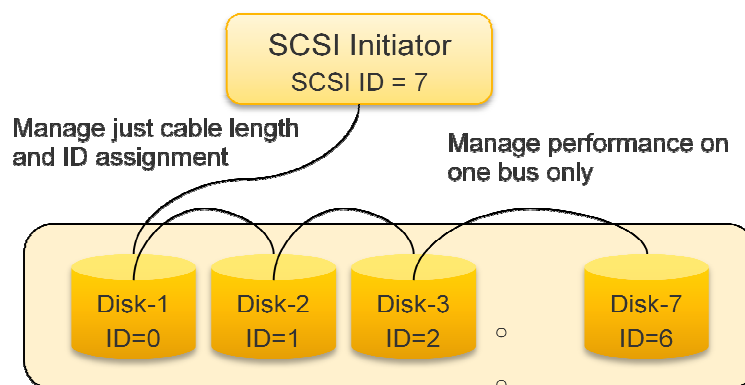 SCSI Initiator
SCSI ID = 7
Manage just cable length
and ID assignment
Manage performance on
one bus only
Disk-1
ID=0
Disk-2
ID=1
Disk-3
ID=2
Disk-7
ID=6